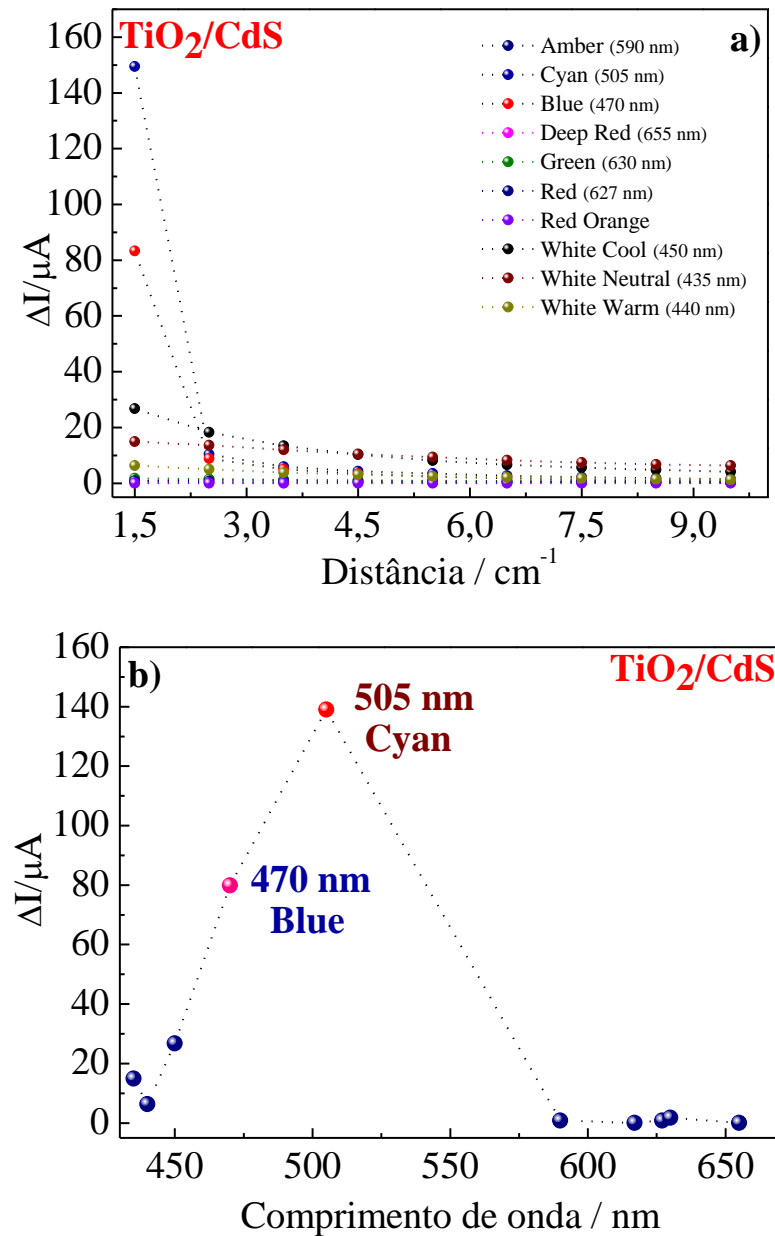 TiO2/CdS
a)
Amber (590 nm)
Cyan (505 nm)
Blue (470 nm)
Deep Red (655 nm)
Green (630 nm)
Red (627 nm)
Red Orange
White Cool (450 nm)
White Neutral (435 nm)
White Warm (440 nm)
ΔI/μA
160
140
120
100
80
60
40
20
0
1,5 3,0 4,5 6,0 7,5 9,0
Distância / cm-1
b)
TiO2/CdS
505 nm
Cyan
470 nm
Blue
ΔI/μA
160
140
120
100
80
60
40
20
0
450 500 550 600 650
Comprimento de onda / nm